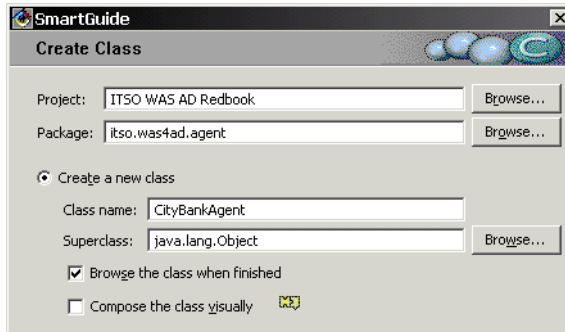 SmartGuide
Create Class
Project: ITSO WAS AD Redbook Browse...
Package: itso.was4ad.agent Browse...
Create a new class
Class name: CityBankAgent
Superclass: java.lang.Object Browse...
Browse the class when finished
Compose the class visually